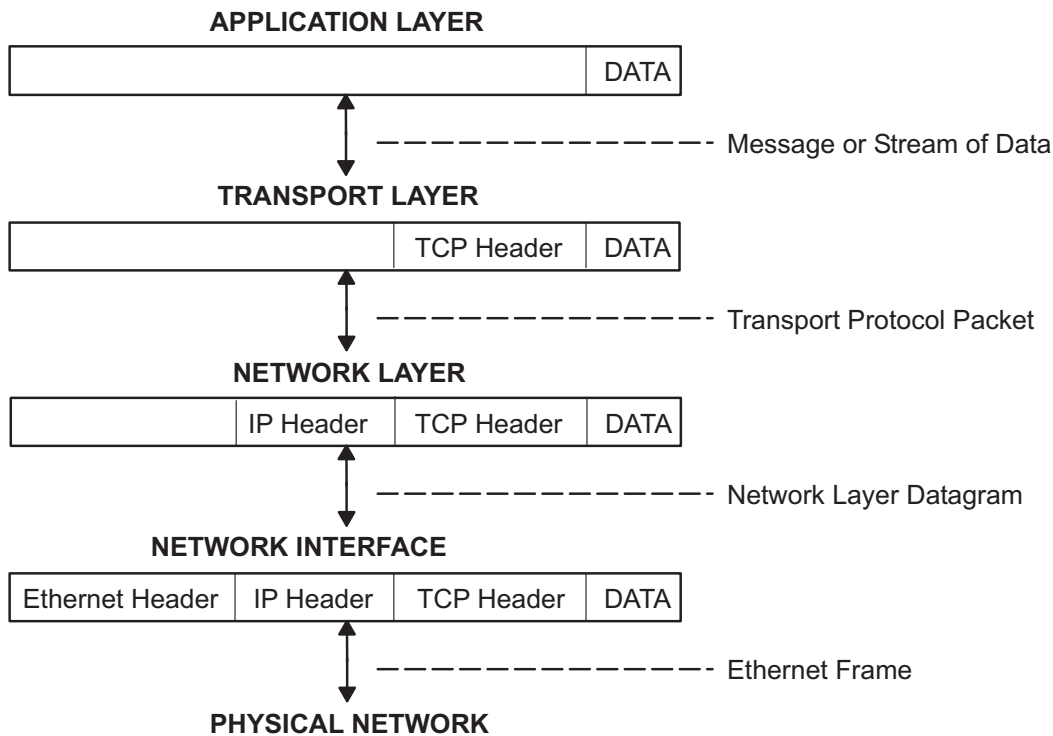 APPLICATION LAYER
DATA
Message or Stream of Data
TRANSPORT LAYER
TCP Header DATA
Transport Protocol Packet
NETWORK LAYER
IP Header TCP Header DATA
Network Layer Datagram
NETWORK INTERFACE
Ethernet Header IP Header TCP Header DATA
Ethernet Frame
PHYSICAL NETWORK